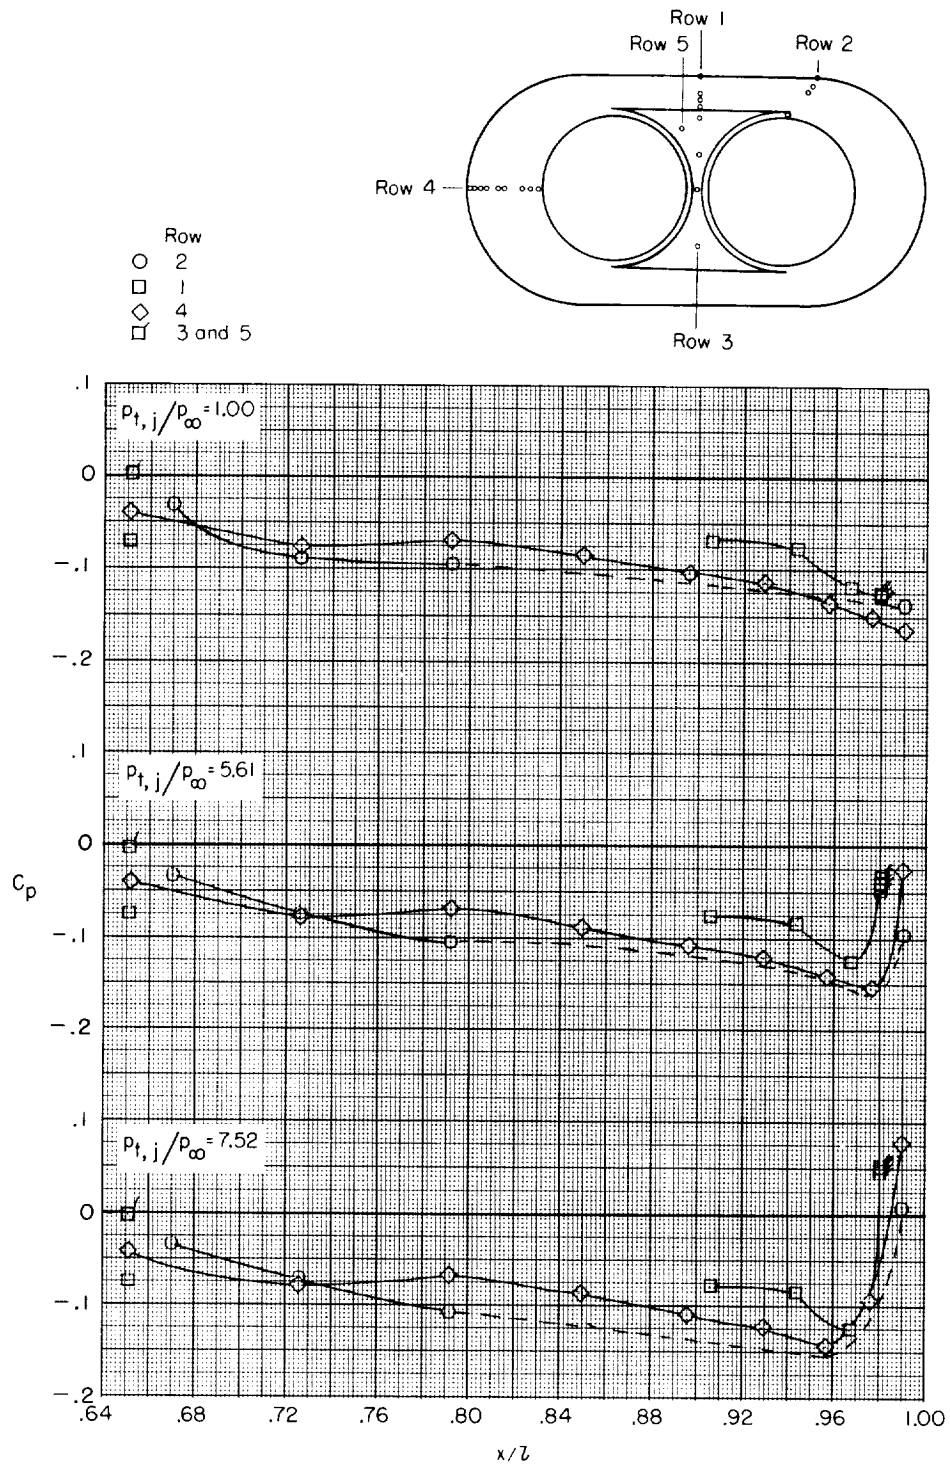 Row 1
Row 5
Row 2
Row 4
Row
2
1
4
3 and 5
Row 3
.1
p_t,j/p_∞=1.00
0
-.1
-.2
.1
p_t,j/p_∞=5.61
0
C_p
-.1
-.2
.1
p_t,j/p_∞=7.52
0
-.1
-.2
.64 .68 .72 .76 .80 .84 .88 .92 .96 1.00
x/l